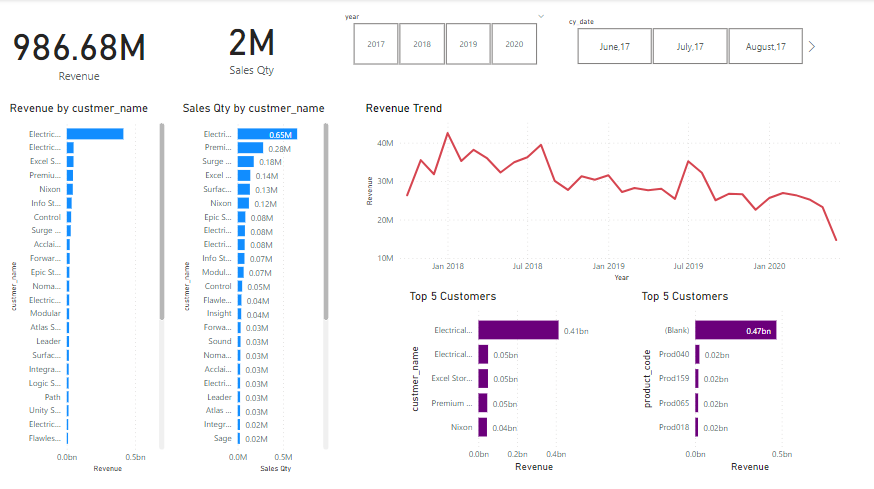 986.68M
Revenue
2M
Sales Qty
year
2017
2018
2019
2020
cy_date
June,17
July,17
August,17
Revenue by custmer_name
custmer_name
Electric...
Electric...
Excel S...
Premiu...
Nixon
Info St...
Control
Surge ...
Acclai...
Forwar...
Epic St...
Noma...
Electric...
Modular
Atlas S...
Leader
Surfac...
Integra...
Logic S...
Path
Unity S...
Electric...
Flawles...
0.0bn 0.5bn
Revenue
Sales Qty by custmer_name
custmer_name
Electri... 0.65M
Premi... 0.28M
Surge ... 0.18M
Excel ... 0.14M
Surfac... 0.13M
Nixon 0.12M
Epic S... 0.08M
Electri... 0.08M
Electri... 0.08M
Info St... 0.07M
Modul... 0.07M
Control 0.05M
Flawle... 0.04M
Insight 0.04M
Forwa... 0.03M
Sound 0.03M
Noma... 0.03M
Acclai... 0.03M
Electri... 0.03M
Leader 0.03M
Atlas ... 0.03M
Integr... 0.02M
Sage 0.02M
0.0M 0.5M
Sales Qty
Revenue Trend
Revenue
40M
30M
20M
10M
Jan 2018 Jul 2018 Jan 2019 Jul 2019 Jan 2020
Year
Top 5 Customers
custmer_name
Electrical... 0.41bn
Electrical... 0.05bn
Excel Stor... 0.05bn
Premium ... 0.05bn
Nixon 0.04bn
0.0bn 0.2bn 0.4bn
Revenue
Top 5 Customers
product_code
(Blank) 0.47bn
Prod040 0.02bn
Prod159 0.02bn
Prod065 0.02bn
Prod018 0.02bn
0.0bn 0.5bn
Revenue